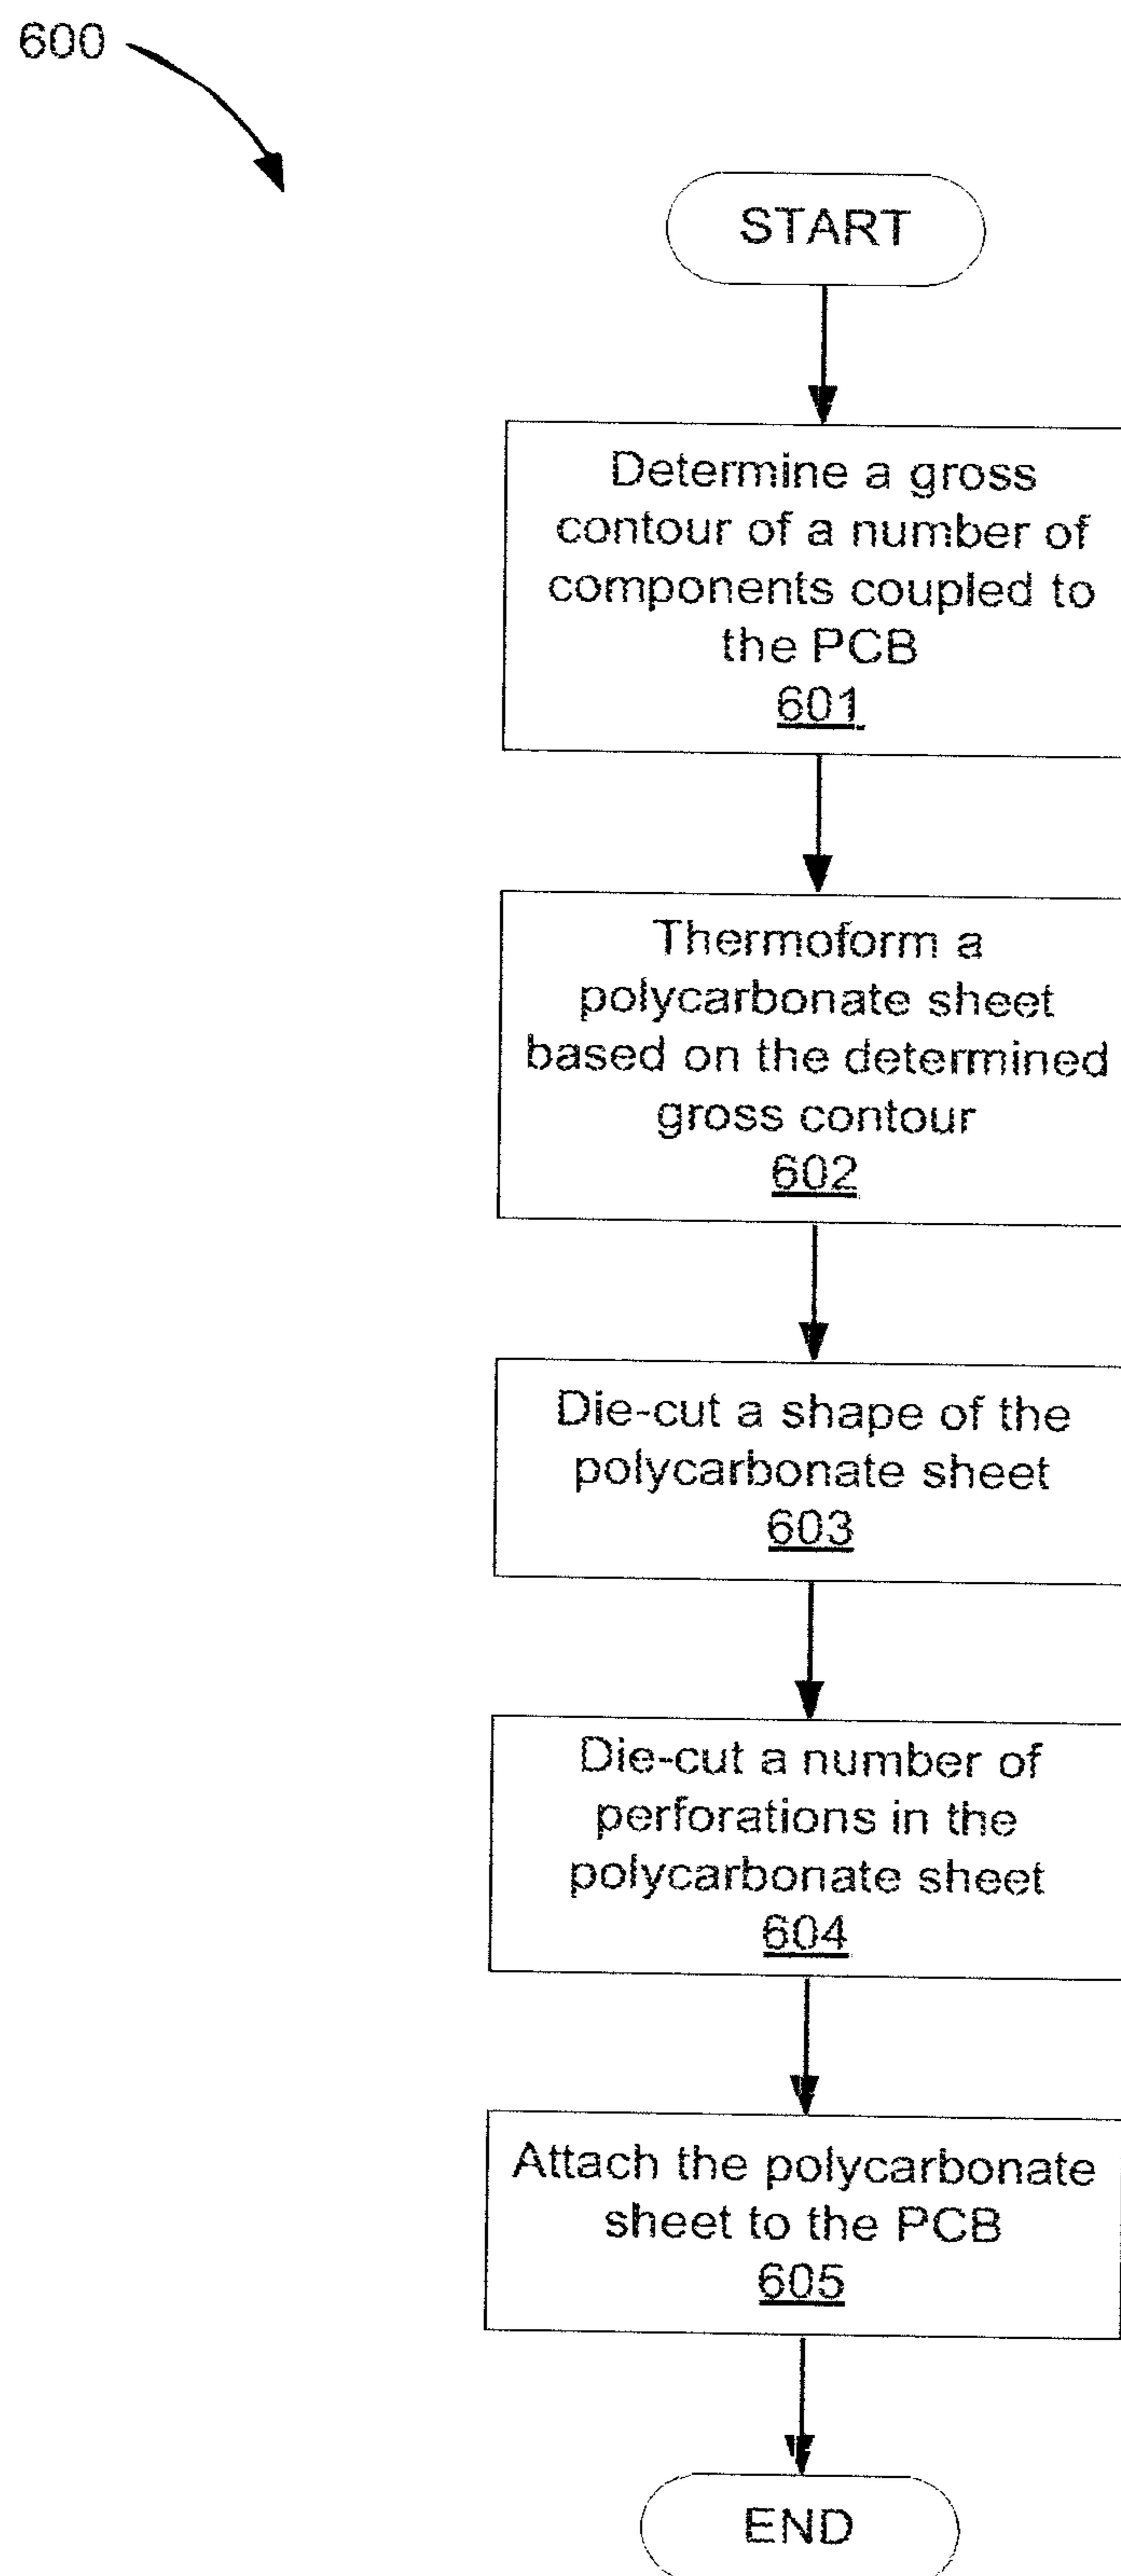 600
START
Determine a gross
contour of a number of
components coupled to
the PCB
601
Thermoform a
polycarbonate sheet
based on the determined
gross contour
602
Die-cut a shape of the
polycarbonate sheet
603
Die-cut a number of
perforations in the
polycarbonate sheet
604
Attach the polycarbonate
sheet to the PCB
605
END